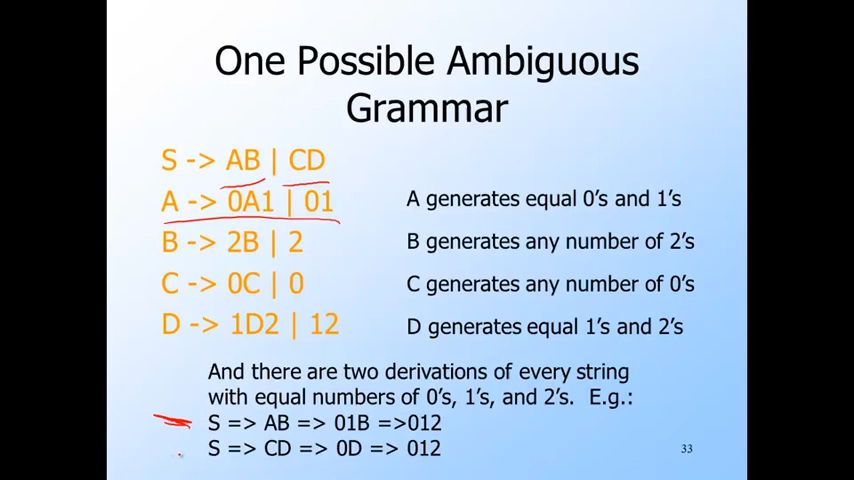 One Possible Ambiguous
Grammar
S -> AB | CD
A -> 0A1 | 01
A generates equal 0's and 1's
B -> 2B | 2
B generates any number of 2's
C -> 0C | 0
C generates any number of 0's
D -> 1D2 | 12
D generates equal 1's and 2's
And there are two derivations of every string
with equal numbers of 0's, 1's, and 2's. E.g.:
S => AB => 01B =>012
S => CD => 0D => 012
33